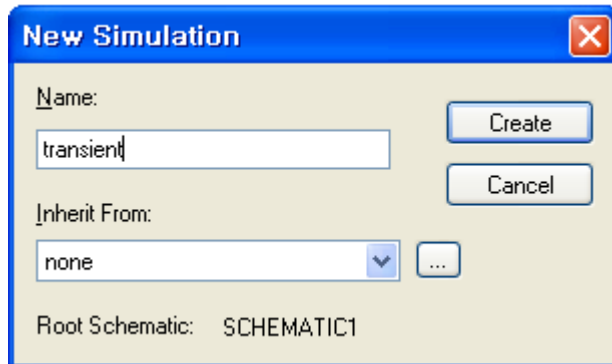 New Simulation
Name:
transient
Create
Cancel
Inherit From:
none
...
Root Schematic: SCHEMATIC1